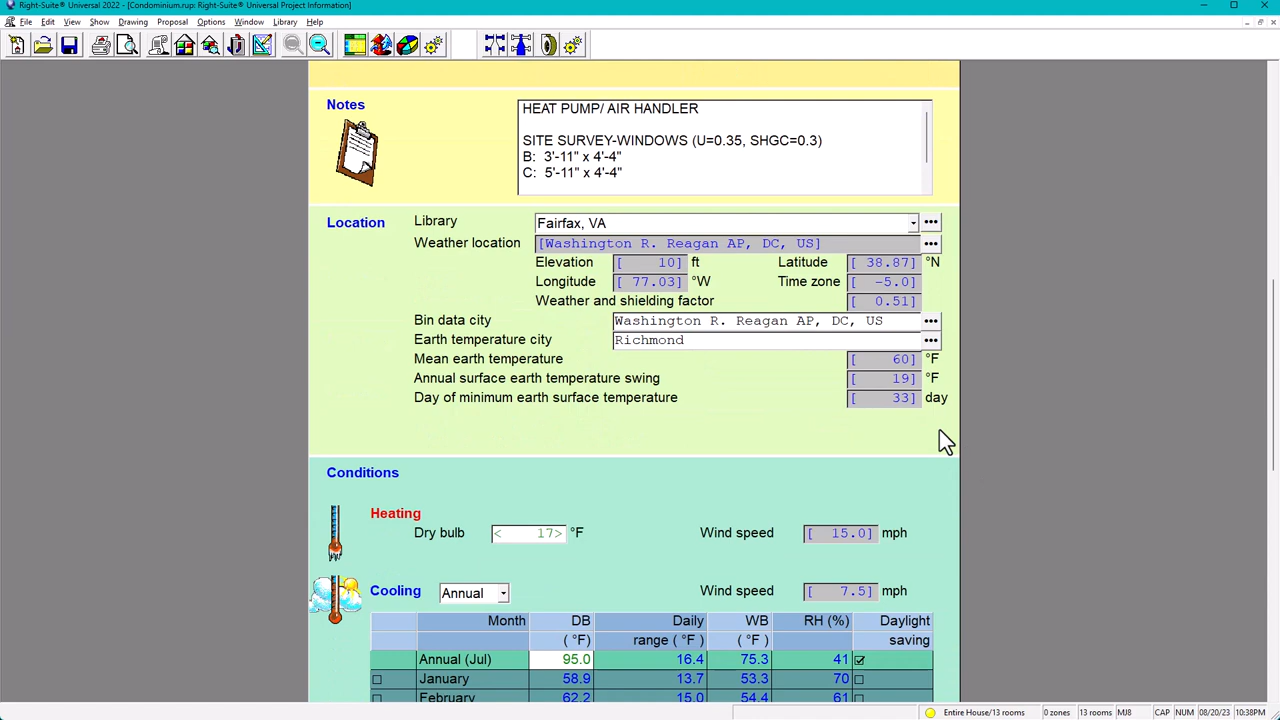 Right-Suite® Universal 2022 - [Condominium.rup: Right-Suite® Universal Project Information]
File Edit View Show Drawing Proposal Options Window Library Help
Notes
HEAT PUMP/ AIR HANDLER
SITE SURVEY-WINDOWS (U=0.35, SHGC=0.3)
B: 3'-11" x 4'-4"
C: 5'-11" x 4'-4"
Location
Library Fairfax, VA
Weather location [Washington R. Reagan AP, DC, US]
Elevation [ 10] ft Latitude [ 38.87] °N
Longitude [ 77.03] °W Time zone [ -5.0]
Weather and shielding factor [ 0.51]
Bin data city Washington R. Reagan AP, DC, US
Earth temperature city Richmond
Mean earth temperature [ 60] °F
Annual surface earth temperature swing [ 19] °F
Day of minimum earth surface temperature [ 33] day
Conditions
Heating
Dry bulb < 17> °F Wind speed [ 15.0] mph
Cooling Annual Wind speed [ 7.5] mph
Month DB Daily WB RH (%) Daylight
( °F) range ( °F) ( °F) saving
Annual (Jul) 95.0 16.4 75.3 41
January 58.9 13.7 53.3 70
February 62.2 15.0 54.4 61
Entire House/13 rooms 0 zones 13 rooms MJ8 CAP NUM 08/20/23 10:38PM